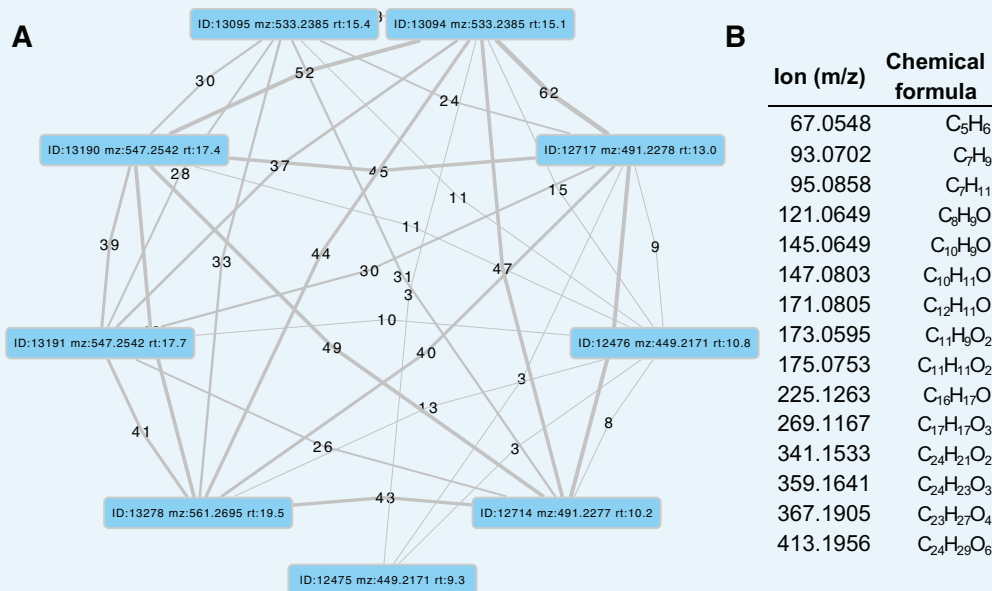 A
B
ID:13095 mz:533.2385 rt:15.4
ID:13094 mz:533.2385 rt:15.1
30
52
24
62
ID:13190 mz:547.2542 rt:17.4
ID:12717 mz:491.2278 rt:13.0
28
37
45
11
15
11
39
33
44
30
31
3
47
9
10
ID:13191 mz:547.2542 rt:17.7
ID:12476 mz:449.2171 rt:10.8
49
40
3
13
41
26
3
8
43
ID:13278 mz:561.2695 rt:19.5
ID:12714 mz:491.2277 rt:10.2
ID:12475 mz:449.2171 rt:9.3
Ion (m/z) Chemical formula
67.0548 C₅H₆
93.0702 C₇H₉
95.0858 C₇H₁₁
121.0649 C₈H₉O
145.0649 C₁₀H₉O
147.0803 C₁₀H₁₁O
171.0805 C₁₂H₁₁O
173.0595 C₁₁H₉O₂
175.0753 C₁₁H₁₁O₂
225.1263 C₁₆H₁₇O
269.1167 C₁₇H₁₇O₃
341.1533 C₂₄H₂₁O₂
359.1641 C₂₄H₂₃O₃
367.1905 C₂₃H₂₇O₄
413.1956 C₂₄H₂₉O₆